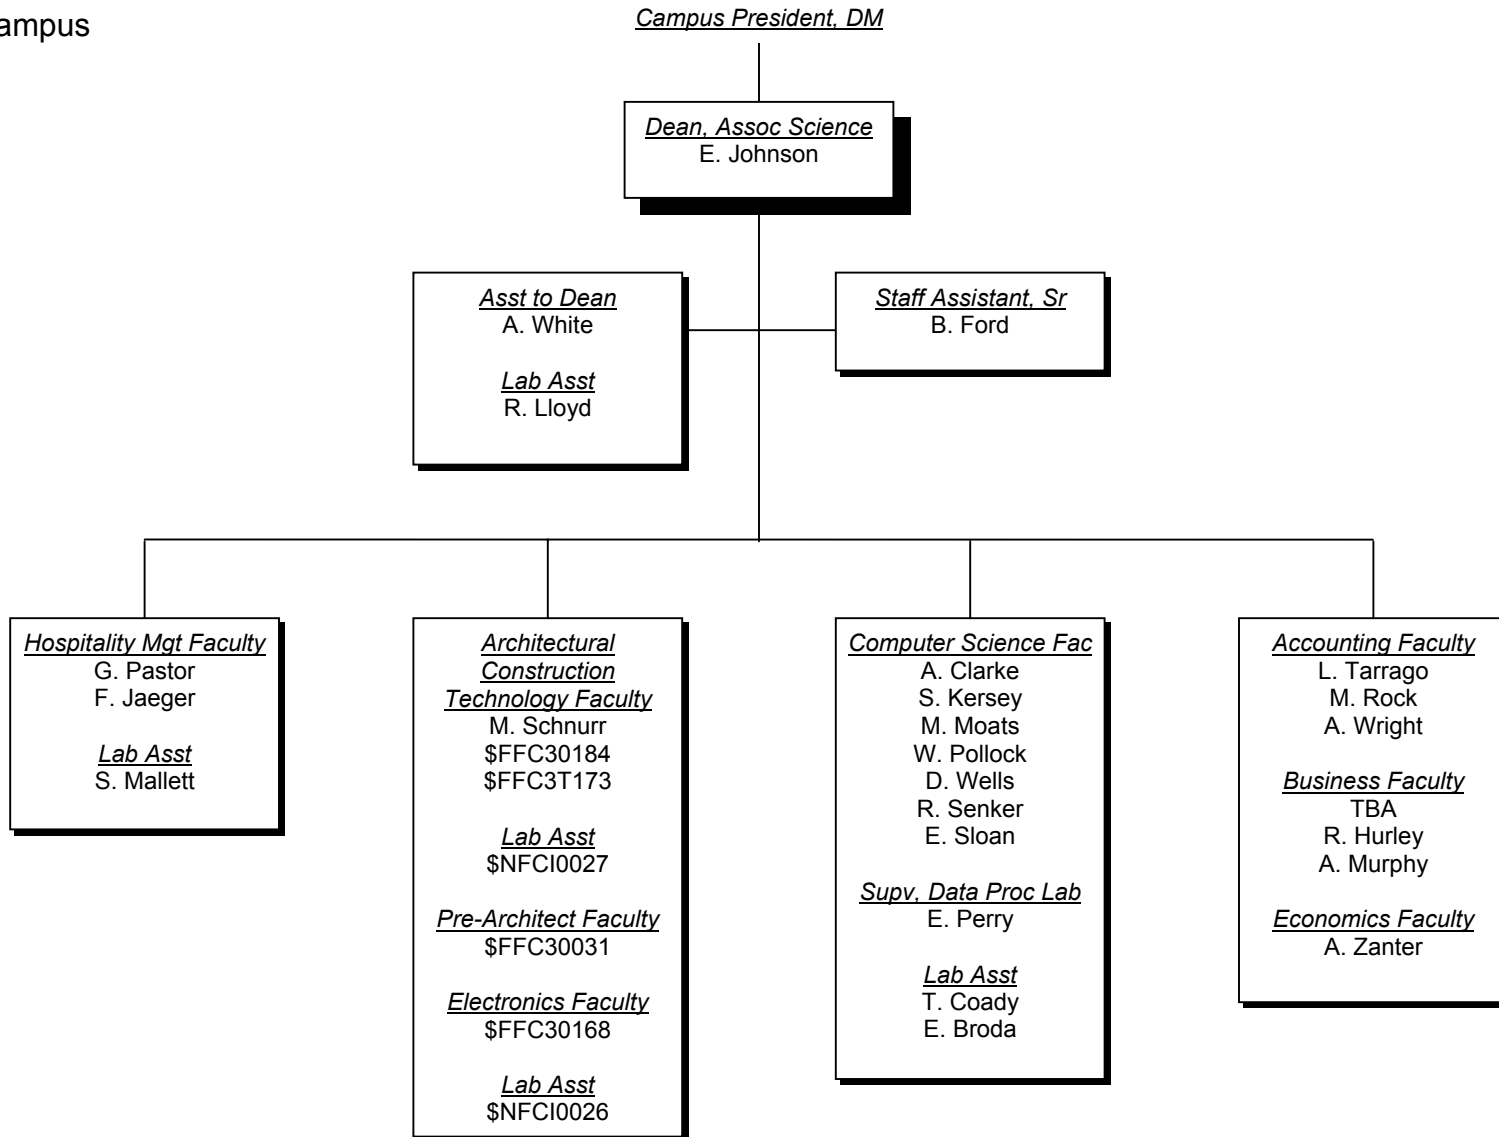 ampus
Campus President, DM
Dean, Assoc Science
E. Johnson
Asst to Dean
A. White
Lab Asst
R. Lloyd
Staff Assistant, Sr
B. Ford
Hospitality Mgt Faculty
G. Pastor
F. Jaeger
Lab Asst
S. Mallett
Architectural
Construction
Technology Faculty
M. Schnurr
$FFC30184
$FFC3T173
Lab Asst
$NFCI0027
Pre-Architect Faculty
$FFC30031
Electronics Faculty
$FFC30168
Lab Asst
$NFCI0026
Computer Science Fac
A. Clarke
S. Kersey
M. Moats
W. Pollock
D. Wells
R. Senker
E. Sloan
Supv, Data Proc Lab
E. Perry
Lab Asst
T. Coady
E. Broda
Accounting Faculty
L. Tarrago
M. Rock
A. Wright
Business Faculty
TBA
R. Hurley
A. Murphy
Economics Faculty
A. Zanter